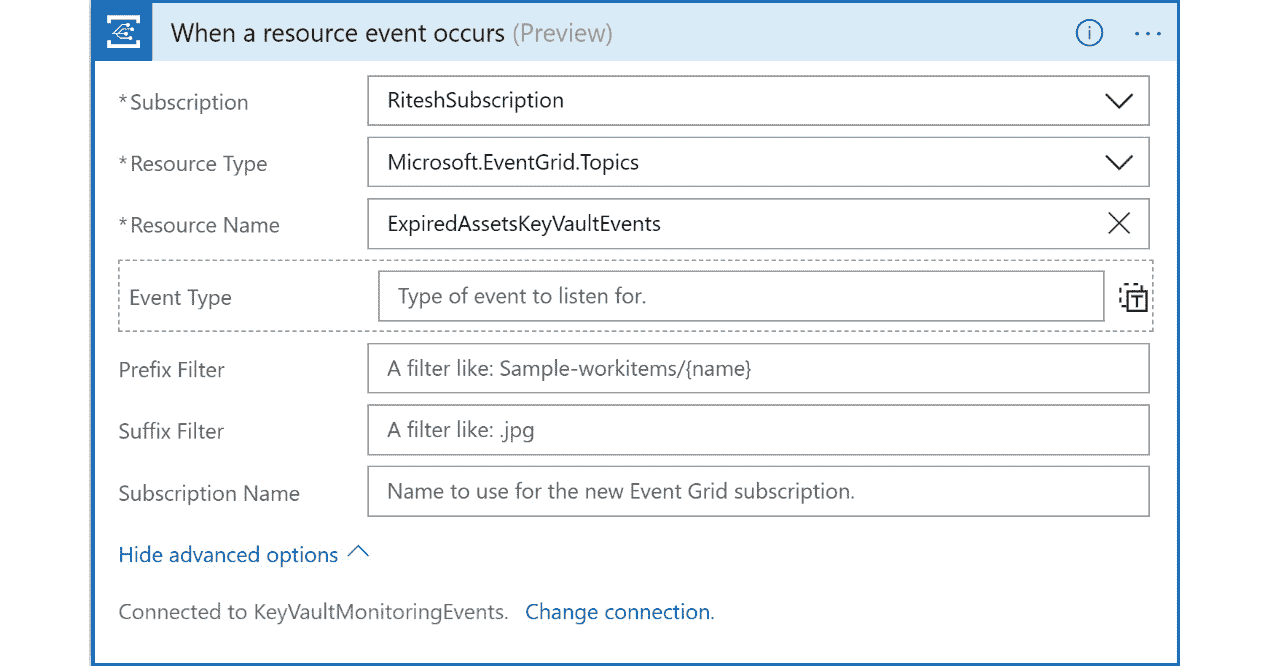 When a resource event occurs (Preview)
*Subscription RiteshSubscription
*Resource Type Microsoft.EventGrid.Topics
*Resource Name ExpiredAssetsKeyVaultEvents
Event Type Type of event to listen for.
Prefix Filter A filter like: Sample-workitems/{name}
Suffix Filter A filter like: .jpg
Subscription Name Name to use for the new Event Grid subscription.
Hide advanced options
Connected to KeyVaultMonitoringEvents. Change connection.